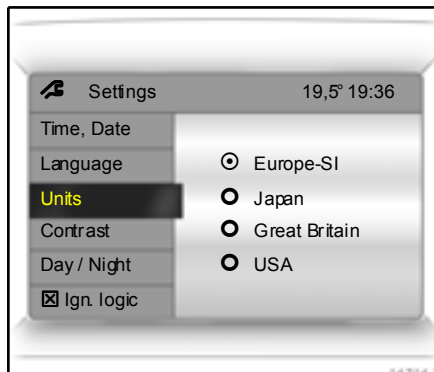 Settings 19,5° 19:36
Time, Date
Language
Units
Contrast
Day / Night
Ign. logic
Europe-SI
Japan
Great Britain
USA